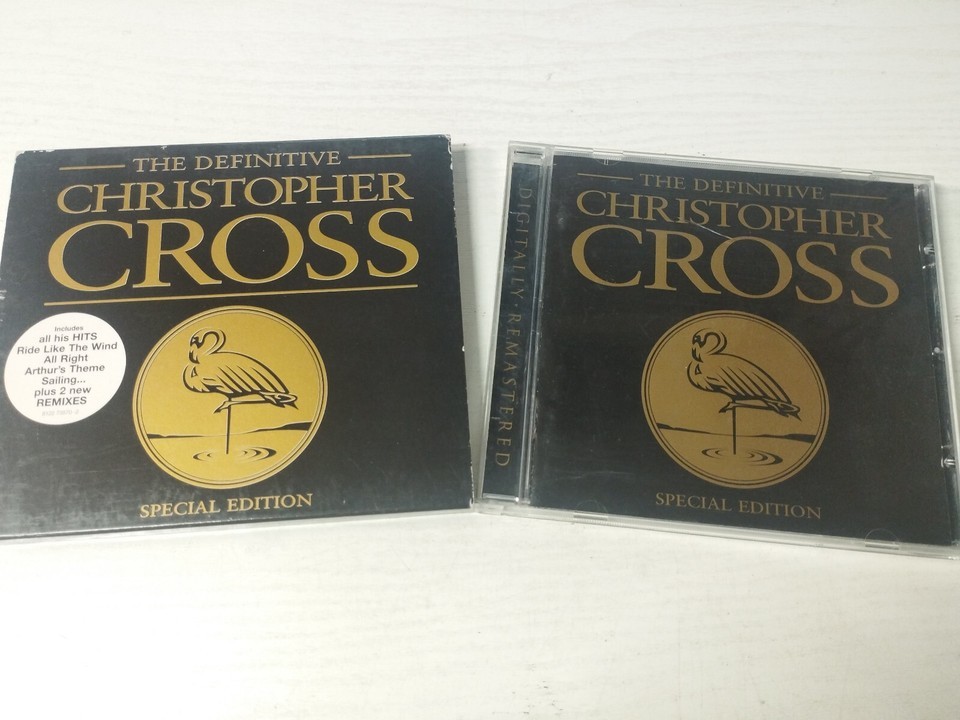 THE DEFINITIVE
CHRISTOPHER
CROSS
Includes
all his HITS
Ride Like The Wind
All Right
Arthur's Theme
Sailing...
plus 2 new
REMIXES
SPECIAL EDITION
DIGITALLY·REMASTERED
THE DEFINITIVE
CHRISTOPHER
CROSS
SPECIAL EDITION